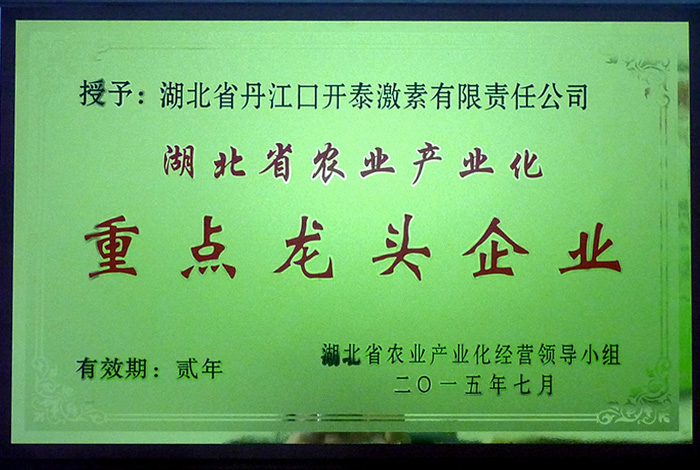 授予：湖北省丹江口开泰激素有限责任公司
湖北省农业产业化
重点龙头企业
有效期：贰年
湖北省农业产业化经营领导小组
二〇一五年七月